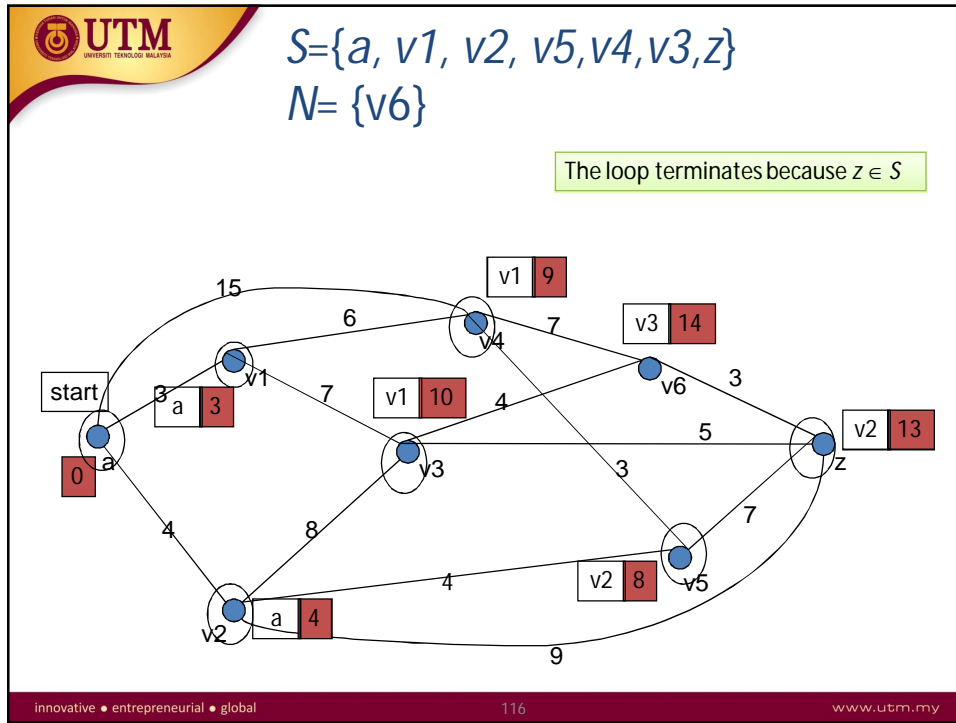 UTM
UNIVERSITI TEKNOLOGI MALAYSIA
S={a, v1, v2, v5,v4,v3,z}
N= {v6}
The loop terminates because z ∈ S
15
v1 9
6
v4
7
v3 14
v1
7
v1 10
4
v6
3
start
3
a 3
v2 13
5
a
v3
z
0
3
4
8
7
v2 8
v5
4
v2
a 4
9
innovative ● entrepreneurial ● global
116
www.utm.my